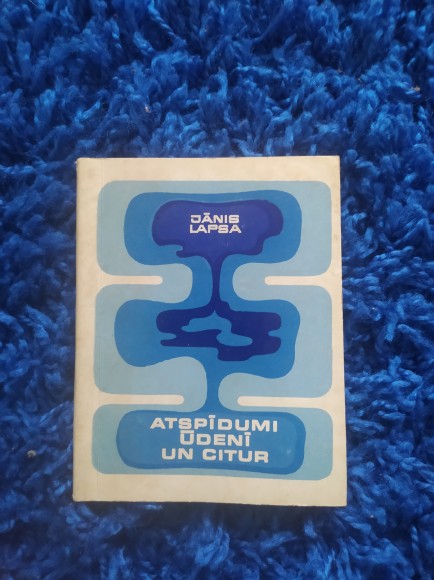 JĀNIS
LAPSA
ATSPĪDUMI
ŪDENĪ
UN CITUR